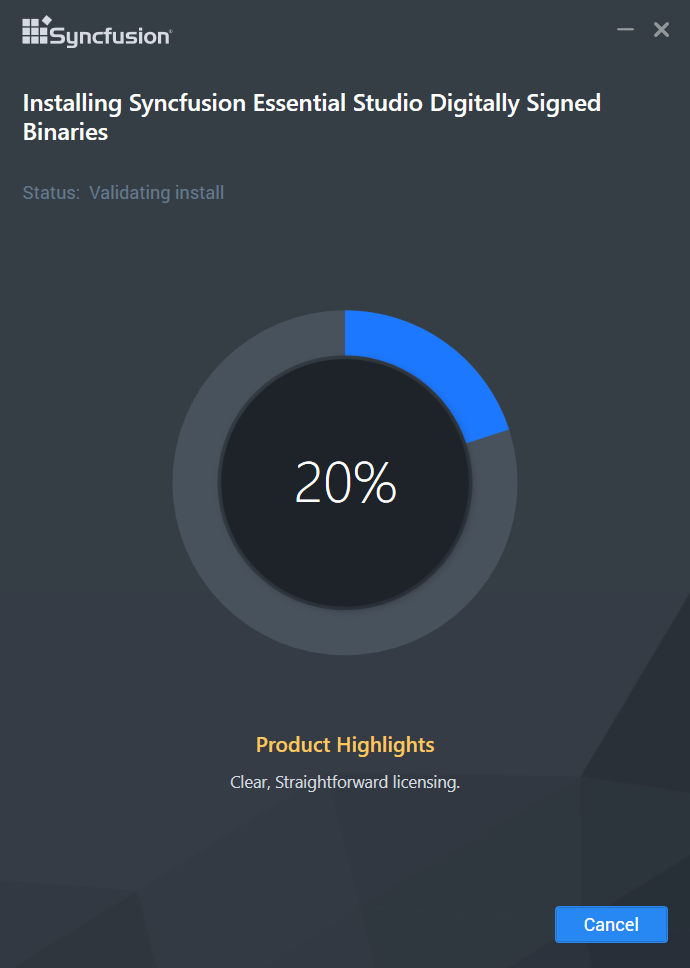 Syncfusion®
Installing Syncfusion Essential Studio Digitally Signed
Binaries
Status: Validating install
20%
Product Highlights
Clear, Straightforward licensing.
Cancel